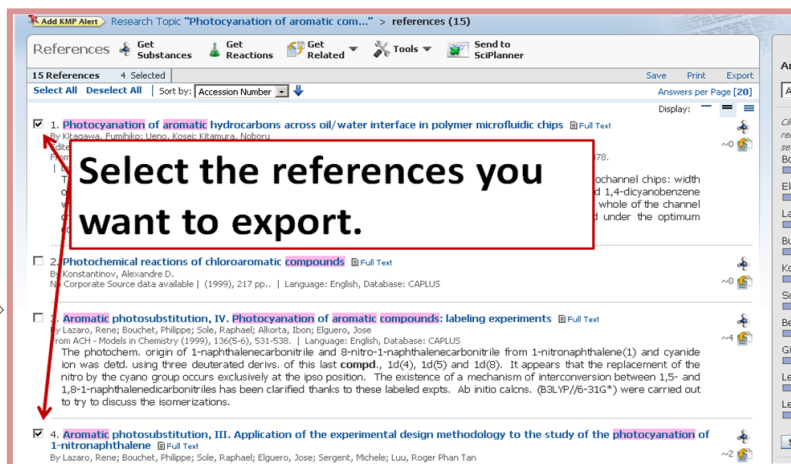 Add KMP Alert Research Topic "Photocyanation of aromatic com..." > references (15)
References Get Substances Get Reactions Get Related Tools Send to SciPlanner
15 References 4 Selected Save Print Export
Select All Deselect All Sort by: Accession Number Answers per Page [20]
Display:
1. Photocyanation of aromatic hydrocarbons across oil/water interface in polymer microfluidic chips Full Text
By Kitagawa, Fumihiko; Ueno, Kosei; Kitamura, Noboru
~0
Select the references you
want to export.
378.
ochannel chips: width
d 1,4-dicyanobenzene
whole of the channel
under the optimum
2. Photochemical reactions of chloroaromatic compounds Full Text
By Konstantinov, Alexandre D.
No Corporate Source data available | (1999), 217 pp.. | Language: English, Database: CAPLUS
~0
3. Aromatic photosubstitution, IV. Photocyanation of aromatic compounds: labeling experiments Full Text
By Lazaro, Rene; Bouchet, Philippe; Sole, Raphael; Alkorta, Ibon; Elguero, Jose
From ACH - Models in Chemistry (1999), 136(5-6), 531-538. | Language: English, Database: CAPLUS
~4
The photochem. origin of 1-naphthalenecarbonitrile and 8-nitro-1-naphthalenecarbonitrile from 1-nitronaphthalene(1) and cyanide
ion was detd. using three deuterated derivs. of this last compd., 1d(4), 1d(5) and 1d(8). It appears that the replacement of the
nitro by the cyano group occurs exclusively at the ipso position. The existence of a mechanism of interconversion between 1,5- and
1,8-naphthalenedicarbonitriles has been clarified thanks to these labeled expts. Ab initio calcns. (B3LYP//6-31G*) were carried out
to try to discuss the isomerizations.
4. Aromatic photosubstitution, III. Application of the experimental design methodology to the study of the photocyanation of
1-nitronaphthalene Full Text
By Lazaro, Rene; Bouchet, Philippe; Sole, Raphael; Elguero, Jose; Sergent, Michele; Luu, Roger Phan Tan
~2